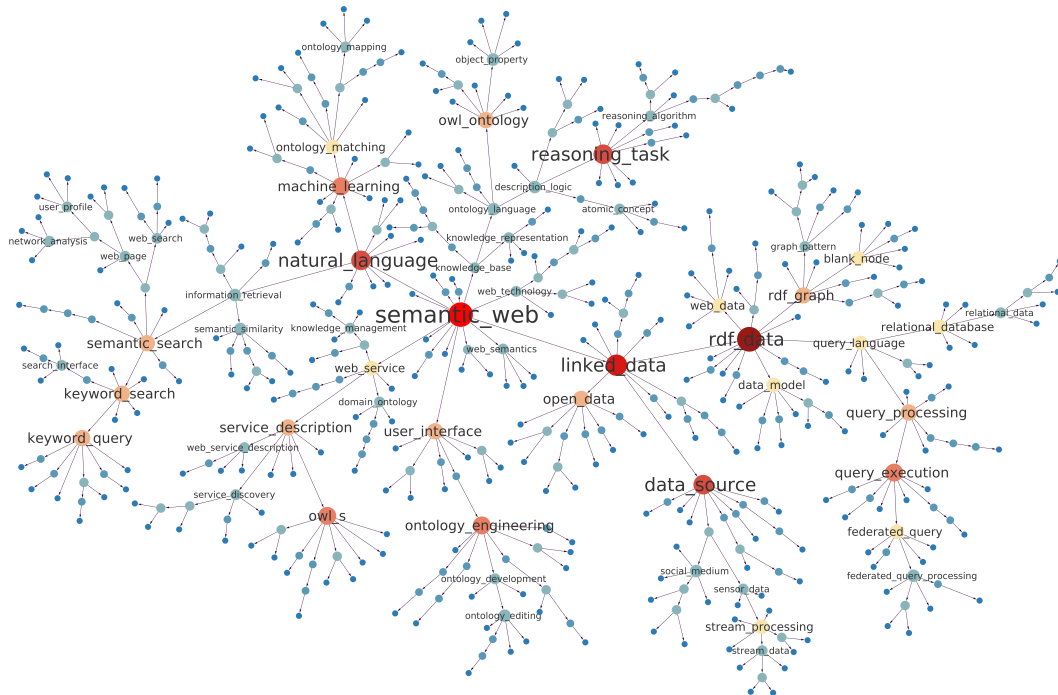 ontology_mapping
object_property
reasoning_algorithm
owl_ontology
ontology_matching
reasoning_task
machine_learning
description_logic
user_profile
ontology_language
atomic_concept
network_analysis
web_search
knowledge_representation
graph_pattern
web_page
natural_language
knowledge_base
blank_node
information_retrieval
web_technology
rdf_graph
web_data
semantic_web
relational_data
semantic_similarity
knowledge_management
relational_database
semantic_search
rdf_data
query_language
web_semantics
search_interface
web_service
linked_data
data_model
keyword_search
domain_ontology
open_data
query_processing
service_description
user_interface
keyword_query
web_service_description
query_execution
data_source
service_discovery
owl_s
ontology_engineering
federated_query
social_medium
federated_query_processing
ontology_development
sensor_data
ontology_editing
stream_processing
stream_data